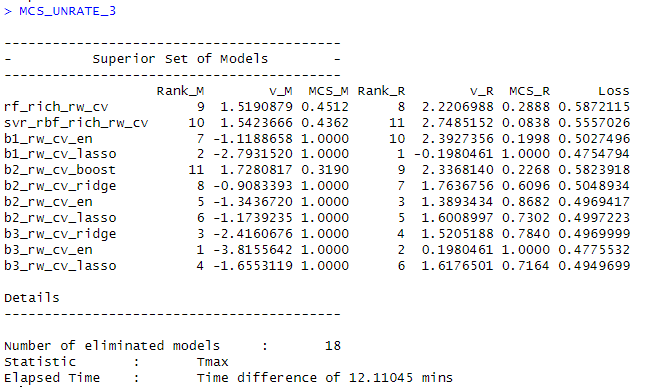 > MCS_UNRATE_3

------------------------------------------
-          Superior Set of Models          -
------------------------------------------
                   Rank_M        v_M  MCS_M Rank_R        v_R  MCS_R      Loss
rf_rich_rw_cv           9  1.5190879 0.4512      8  2.2206988 0.2888 0.5872115
svr_rbf_rich_rw_cv     10  1.5423666 0.4362     11  2.7485152 0.0838 0.5557026
b1_rw_cv_en             7 -1.1188658 1.0000     10  2.3927356 0.1998 0.5027496
b1_rw_cv_lasso          2 -2.7931520 1.0000      1 -0.1980461 1.0000 0.4754794
b2_rw_cv_boost         11  1.7280817 0.3190      9  2.3368140 0.2268 0.5823918
b2_rw_cv_ridge          8 -0.9083393 1.0000      7  1.7636756 0.6096 0.5048934
b2_rw_cv_en             5 -1.3436720 1.0000      3  1.3893434 0.8682 0.4969417
b2_rw_cv_lasso          6 -1.1739235 1.0000      5  1.6008997 0.7302 0.4997223
b3_rw_cv_ridge          3 -2.4160676 1.0000      4  1.5205188 0.7840 0.4969999
b3_rw_cv_en             1 -3.8155642 1.0000      2  0.1980461 1.0000 0.4775532
b3_rw_cv_lasso          4 -1.6553119 1.0000      6  1.6176501 0.7164 0.4949699

Details
------------------------------------------

Number of eliminated models     :       18
Statistic       :       Tmax
Elapsed Time    :       Time difference of 12.11045 mins